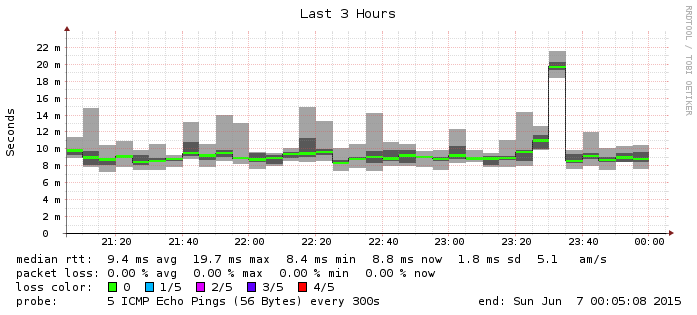 Last 3 Hours
RRDTOOL / TOBI OETIKER
Seconds
22 m
20 m
18 m
16 m
14 m
12 m
10 m
8 m
6 m
4 m
2 m
0
21:20 21:40 22:00 22:20 22:40 23:00 23:20 23:40 00:00
median rtt: 9.4 ms avg 19.7 ms max 8.4 ms min 8.8 ms now 1.8 ms sd 5.1 am/s
packet loss: 0.00 % avg 0.00 % max 0.00 % min 0.00 % now
loss color: 0 1/5 2/5 3/5 4/5
probe: 5 ICMP Echo Pings (56 Bytes) every 300s end: Sun Jun 7 00:05:08 2015